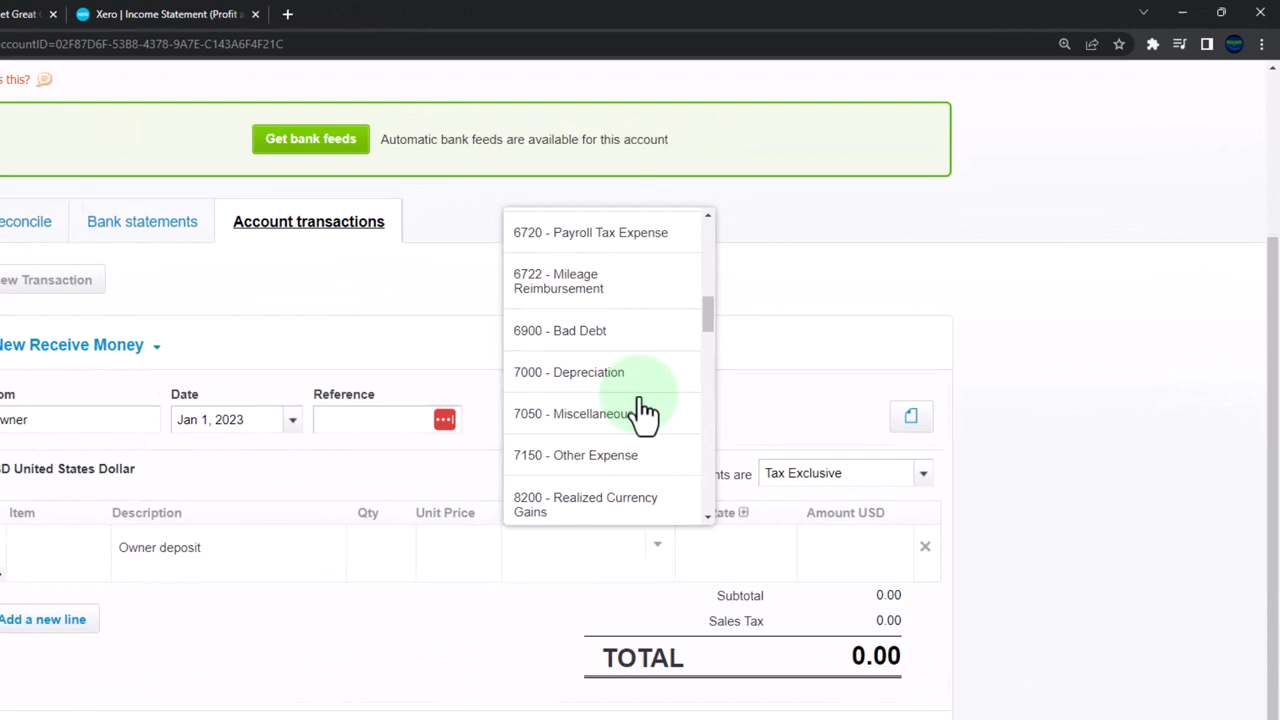 et Great
Xero | Income Statement (Profit a
accountID=02F87D6F-53B8-4378-9A7E-C143A6F4F21C
s this?
Get bank feeds
Automatic bank feeds are available for this account
econcile
Bank statements
Account transactions
ew Transaction
6720 - Payroll Tax Expense
6722 - Mileage
Reimbursement
6900 - Bad Debt
7000 - Depreciation
7050 - Miscellaneou
7150 - Other Expense
8200 - Realized Currency
Gains
New Receive Money
om
Date
Reference
wner
Jan 1, 2023
D United States Dollar
nts are
Tax Exclusive
Item
Description
Qty
Unit Price
ate
Amount USD
Owner deposit
Add a new line
Subtotal
0.00
Sales Tax
0.00
TOTAL
0.00